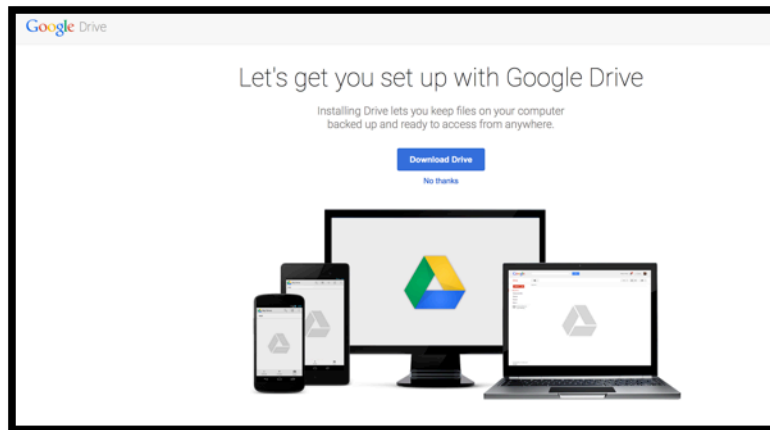 Google Drive
Let's get you set up with Google Drive
Installing Drive lets you keep files on your computer
backed up and ready to access from anywhere.
Download Drive
No thanks